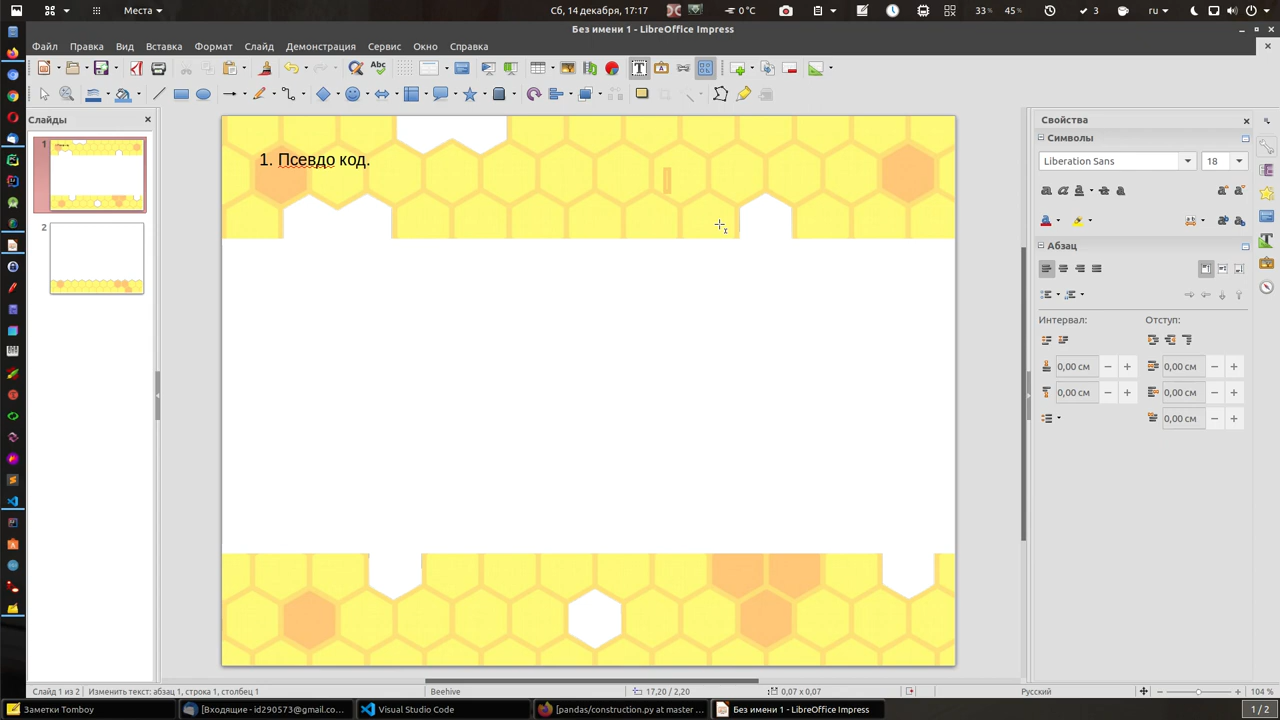 Места
Сб, 14 декабря, 17:17
0°C
33 %
45%
3
ru
Без имени 1 - LibreOffice Impress
Файл Правка Вид Вставка Формат Слайд Демонстрация Сервис Окно Справка
Слайды
1
2
1. Псевдо код.
Свойства
Символы
Liberation Sans
18
Абзац
Интервал:
Отступ:
0,00 см
0,00 см
0,00 см
0,00 см
0,00 см
Слайд 1 из 2
Изменить текст: абзац 1, строка 1, столбец 1
Beehive
17,20 / 2,20
0,07 x 0,07
Русский
104 %
Заметки Tomboy
[Входящие - id290573@gmail.co...
Visual Studio Code
[pandas/construction.py at master ...
Без имени 1 - LibreOffice Impress
1 / 2